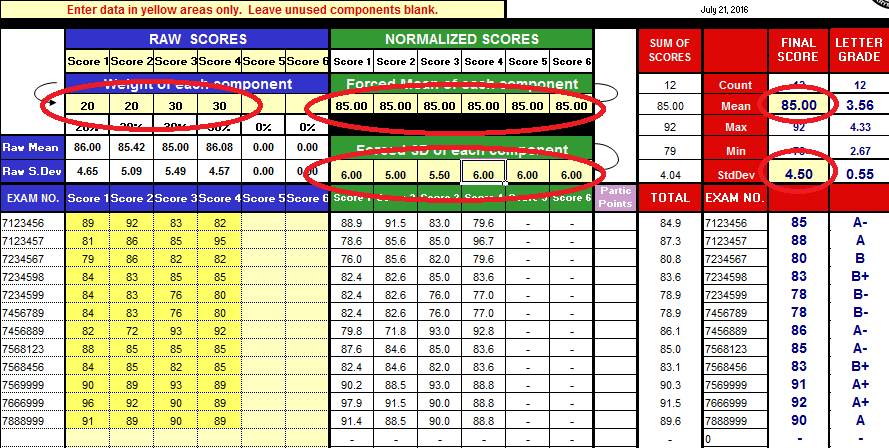 Enter data in yellow areas only. Leave unused components blank. July 21, 2016
RAW SCORES NORMALIZED SCORES SUM OF SCORES FINAL SCORE LETTER GRADE
Score 1 Score 2 Score 3 Score 4 Score 5 Score 6 Score 1 Score 2 Score 3 Score 4 Score 5 Score 6
Weight of each component Forced Mean of each component 12 Count 12
20 20 30 30 85.00 85.00 85.00 85.00 85.00 85.00 85.00 Mean 85.00 3.56
20% 0% 0% 92 Max 92 4.33
Raw Mean 86.00 85.42 85.00 86.08 0.00 0.00 Forced SD of each component 79 Min 2.67
Raw S.Dev 4.65 5.09 5.49 4.57 0.00 6.00 5.00 5.50 6.00 6.00 6.00 4.04 StdDev 4.50 0.55
EXAM NO. Score 1 Score 2 Score 3 Score 4 Score 5 Score 6 Score 1 Score 2 Score 3 Score 4 Score 5 Score 6 Partic Points TOTAL EXAM NO.
7123456 89 92 83 82 88.9 91.5 83.0 79.6 - - 84.9 7123456 85 A-
7123457 81 86 85 95 78.6 85.6 85.0 96.7 - - 87.3 7123457 88 A
7234567 79 86 82 82 76.0 85.6 82.0 79.6 - - 80.8 7234567 80 B
7234598 84 83 85 85 82.4 82.6 85.0 83.6 - - 83.6 7234598 83 B+
7234599 84 83 76 80 82.4 82.6 76.0 77.0 - - 78.9 7234599 78 B-
7456789 84 83 76 80 82.4 82.6 76.0 77.0 - - 78.9 7456789 78 B-
7456889 82 72 93 92 79.8 71.8 93.0 92.8 - - 86.1 7456889 86 A-
7568123 88 85 85 85 87.6 84.6 85.0 83.6 - - 85.0 7568123 85 A-
7568456 84 85 82 85 82.4 84.6 82.0 83.6 - - 83.1 7568456 83 B+
7569999 90 89 93 89 90.2 88.5 93.0 88.8 - - 90.3 7569999 91 A+
7666999 96 92 90 89 97.9 91.5 90.0 88.8 - - 91.5 7666999 92 A+
7888999 91 89 90 89 91.4 88.5 90.0 88.8 - - 89.6 7888999 90 A
- - - - - - - 0 - -